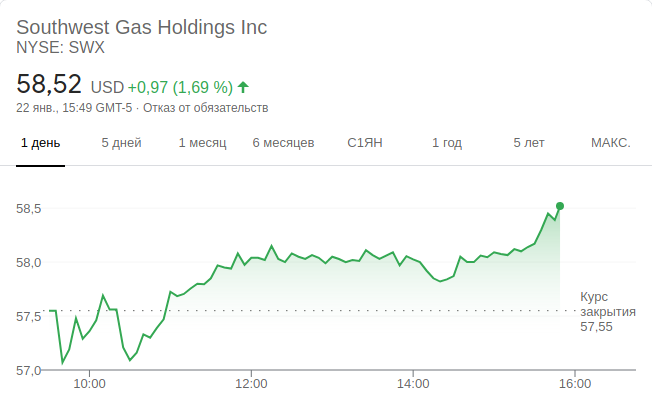 Southwest Gas Holdings Inc
NYSE: SWX
58,52 USD +0,97 (1,69 %)
22 янв., 15:49 GMT-5 · Отказ от обязательств
1 день 5 дней 1 месяц 6 месяцев С1ЯН 1 год 5 лет МАКС.
58,5
58,0
57,5
57,0
Курс
закрытия
57,55
10:00 12:00 14:00 16:00